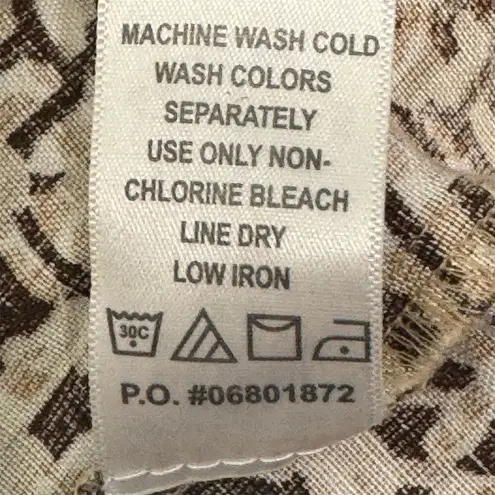 MACHINE WASH COLD
WASH COLORS
SEPARATELY
USE ONLY NON-
CHLORINE BLEACH
LINE DRY
LOW IRON
30C
P.O. #06801872